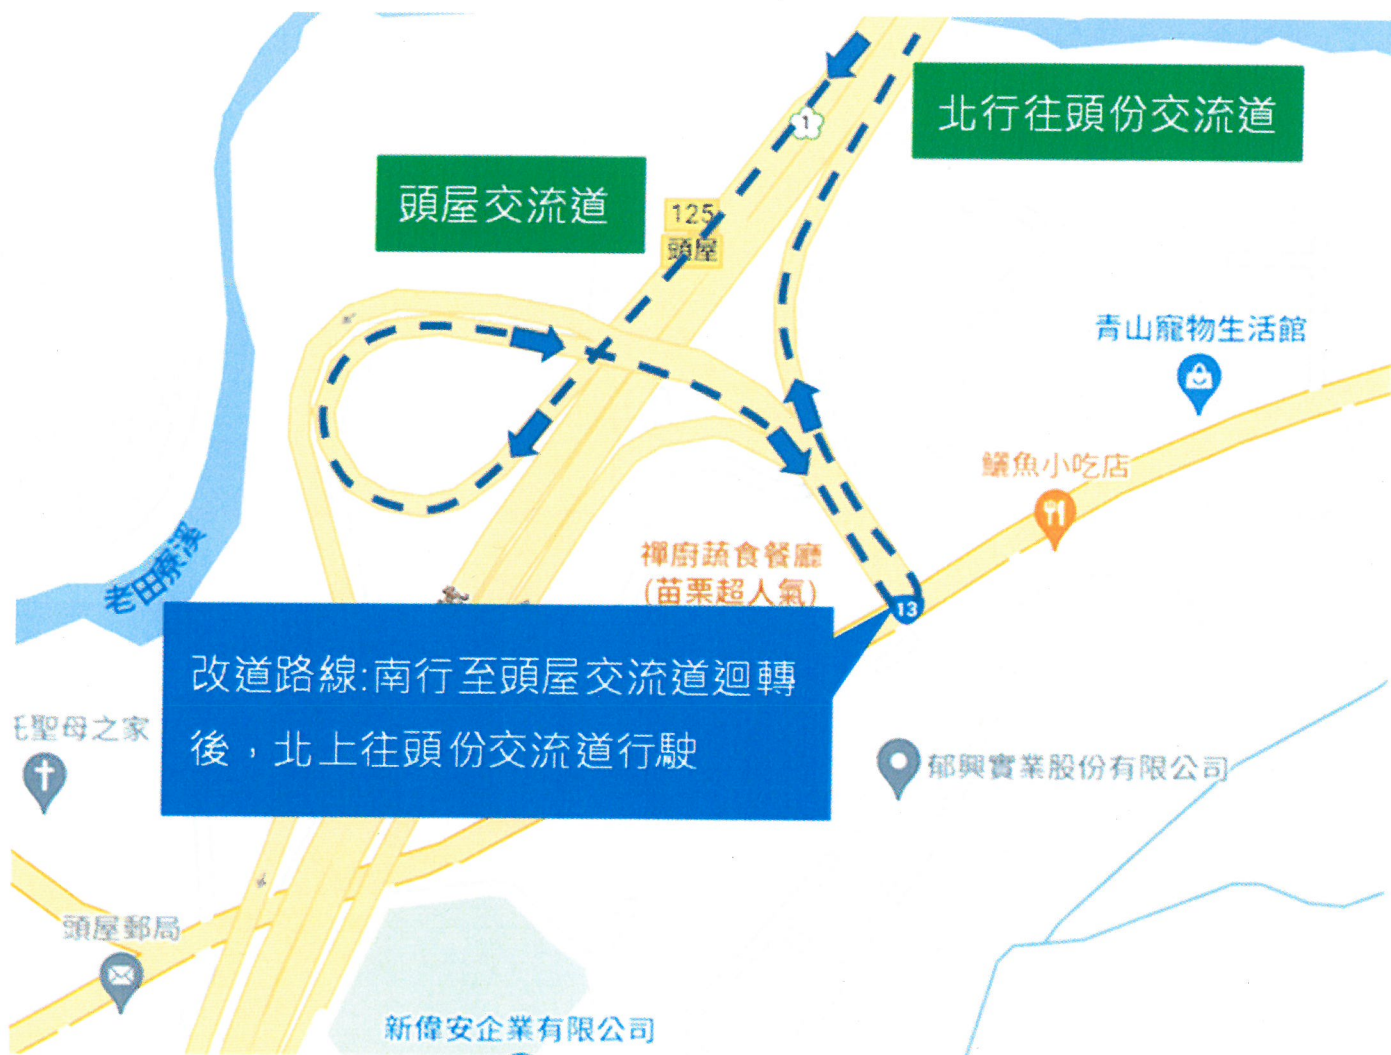 1
北行往頭份交流道
頭屋交流道
125
頭屋
青山寵物生活館
鱺魚小吃店
禪廚蔬食餐廳
(苗栗超人氣)
老田寮溪
13
改道路線:南行至頭屋交流道迴轉
後，北上往頭份交流道行駛
聖母之家
郁興實業股份有限公司
頭屋郵局
新偉安企業有限公司